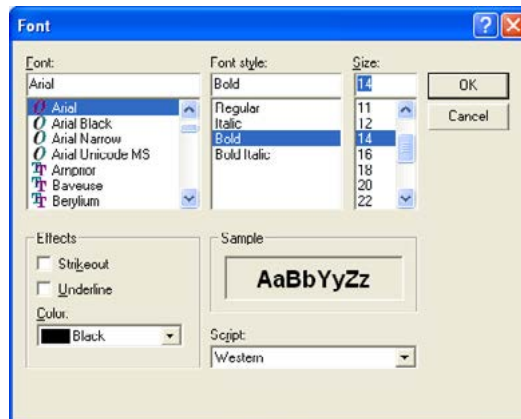 Font
Font:
Arial
Arial
Arial Black
Arial Narrow
Arial Unicode MS
Amprior
Baveuse
Berylium
Font style:
Bold
Regular
Italic
Bold
Bold Italic
Size:
14
11
12
14
16
18
20
22
OK
Cancel
Effects
Strikeout
Underline
Color:
Black
Sample
AaBbYyZz
Script:
Western